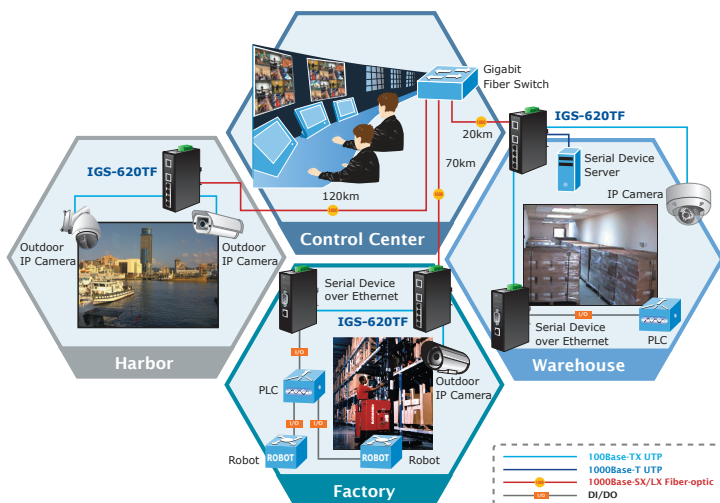 Gigabit
Fiber Switch
20km
70km
120km
Control Center
IGS-620TF
Outdoor
IP Camera
Outdoor
IP Camera
Harbor
IGS-620TF
Serial Device
Server
IP Camera
Serial Device
over Ethernet
I/O
PLC
Warehouse
Serial Device
over Ethernet
IGS-620TF
I/O
PLC
Outdoor
IP Camera
I/O
I/O
ROBOT
ROBOT
Robot
Robot
Factory
100Base-TX UTP
1000Base-T UTP
1000Base-SX/LX Fiber-optic
I/O
DI/DO